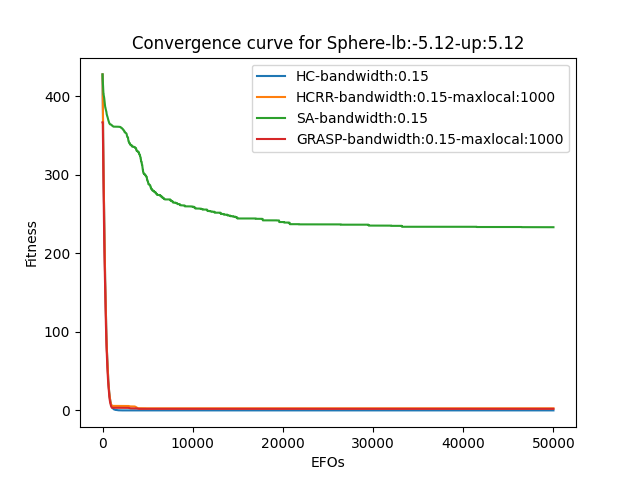 Convergence curve for Sphere-lb:-5.12-up:5.12
HC-bandwidth:0.15
HCRR-bandwidth:0.15-maxlocal:1000
SA-bandwidth:0.15
GRASP-bandwidth:0.15-maxlocal:1000
400
300
200
100
0
Fitness
0 10000 20000 30000 40000 50000
EFOs